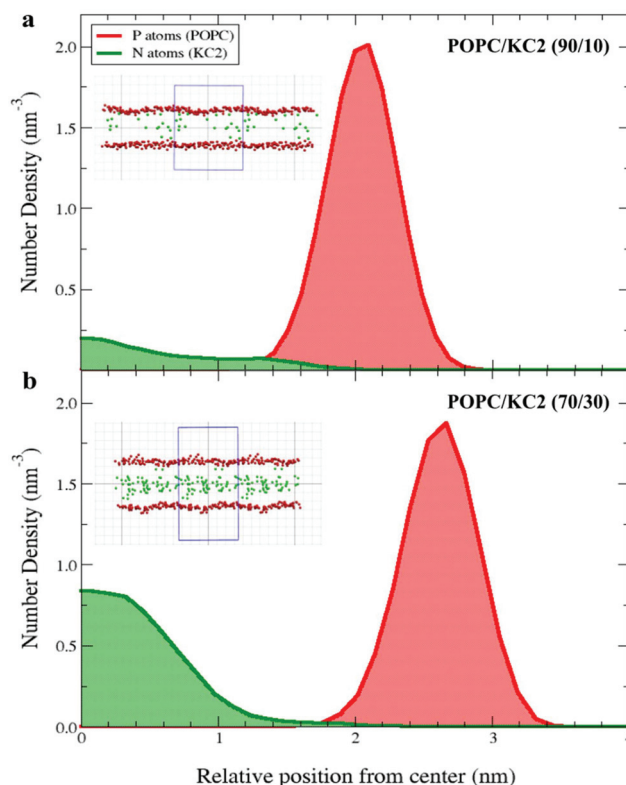 a
P atoms (POPC)
N atoms (KC2)
POPC/KC2 (90/10)
2.0
1.5
1.0
0.5
Number Density (nm⁻³)
b
POPC/KC2 (70/30)
2.0
1.5
1.0
0.5
0.0
Number Density (nm⁻³)
0 1 2 3
Relative position from center (nm)